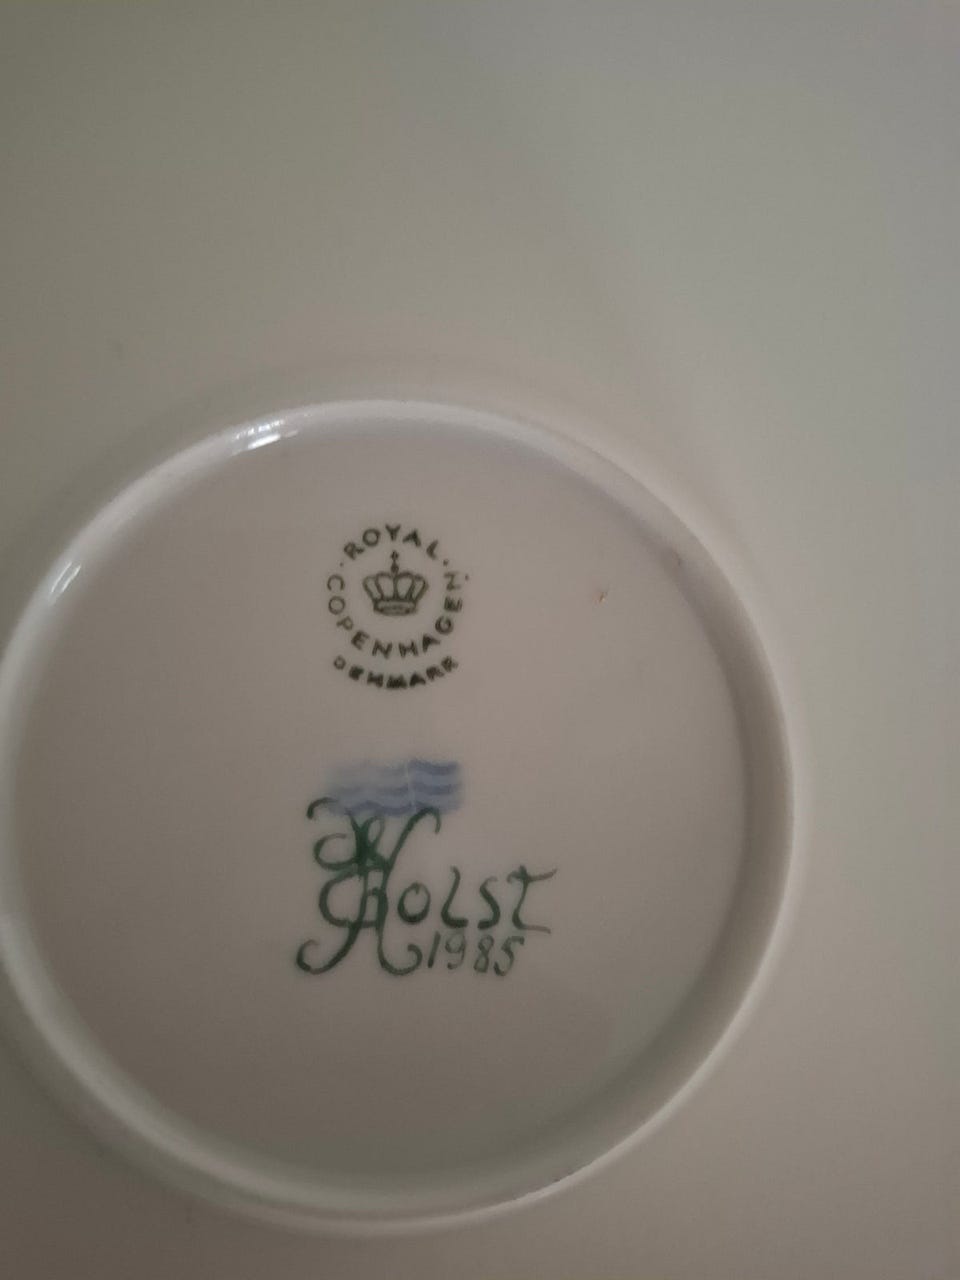 ROYAL
COPENHAGEN
DENMARK
Holst
1985